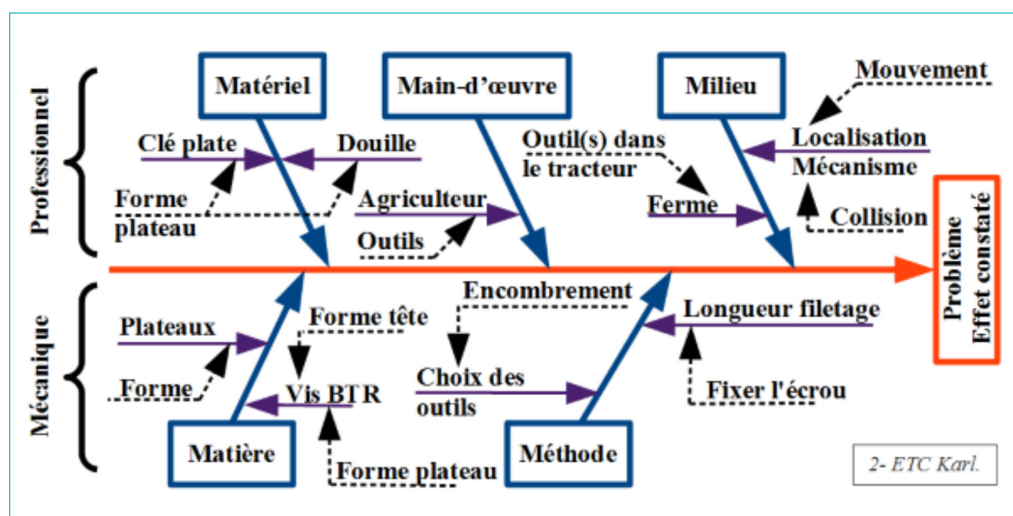 Professionnel
Matériel
Main-d'œuvre
Milieu
Mouvement
Clé plate
Douille
Outil(s) dans
le tracteur
Localisation
Mécanisme
Forme
plateau
Agriculteur
Outils
Ferme
Collision
Problème
Effet constaté
Mécanique
Plateaux
Forme tête
Encombrement
Longueur filetage
Forme
Vis BTR
Choix des
outils
Fixer l'écrou
Matière
Forme plateau
Méthode
2- ETC Karl.